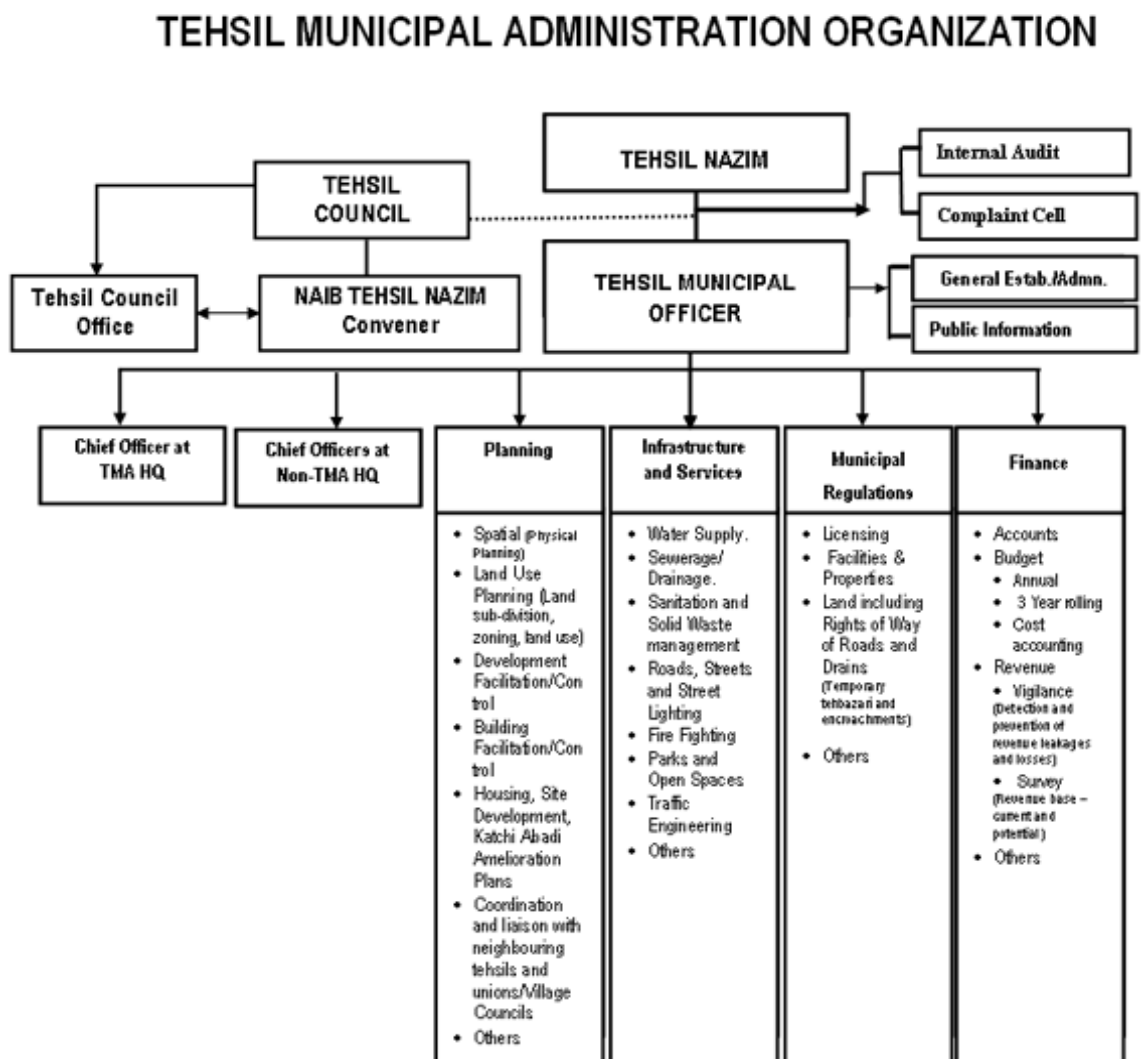 TEHSIL MUNICIPAL ADMINISTRATION ORGANIZATION
TEHSIL NAZIM
Internal Audit
Complaint Cell
TEHSIL
COUNCIL
Tehsil Council
Office
NAIB TEHSIL NAZIM
Convener
TEHSIL MUNICIPAL
OFFICER
General Estab./Admn.
Public Information
Chief Officer at
TMA HQ
Chief Officers at
Non-TMA HQ
Planning
• Spatial (Physical
Planning)
• Land Use
Planning (Land
sub-division,
zoning, land use)
• Development
Facilitation/Con
trol
• Building
Facilitation/Con
trol
• Housing, Site
Development,
Katchi Abadi
Amelioration
Plans
• Coordination
and liaison with
neighbouring
tehsils and
unions/Village
Councils
• Others
Infrastructure
and Services
• Water Supply.
• Sewerage/
Drainage.
• Sanitation and
Solid Waste
management
• Roads, Streets
and Street
Lighting
• Fire Fighting
• Parks and
Open Spaces
• Traffic
Engineering
• Others
Municipal
Regulations
• Licensing
• Facilities &
Properties
• Land including
Rights of Way
of Roads and
Drains
(Temporary
tehbazari and
encroachments)
• Others
Finance
• Accounts
• Budget
• Annual
• 3 Year rolling
• Cost
accounting
• Revenue
• Vigilance
(Detection and
prevention of
revenue leakages
and losses)
• Survey
(Revenue base –
current and
potential)
• Others